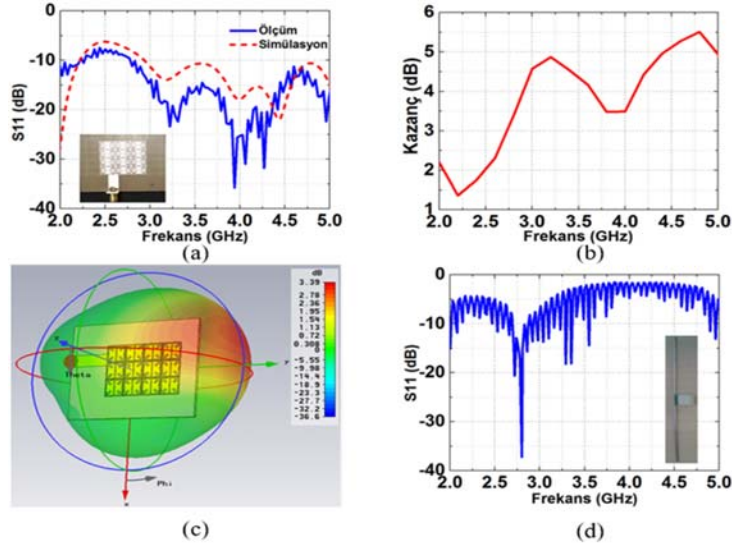 0
-10
-20
-30
-40
S11 (dB)
Ölçüm
Simülasyon
2.0 2.5 3.0 3.5 4.0 4.5 5.0
Frekans (GHz)
(a)
6
5
4
3
2
1
Kazanç (dB)
2.0 2.5 3.0 3.5 4.0 4.5 5.0
Frekans (GHz)
(b)
dB
3.39
2.78
2.36
1.95
1.54
1.13
0.72
0.308
0
-5.55
-9.98
-14.4
-18.9
-23.3
-27.7
-32.2
-36.6
Theta
Phi
(c)
0
-10
-20
-30
-40
S11 (dB)
2.0 2.5 3.0 3.5 4.0 4.5 5.0
Frekans (GHz)
(d)